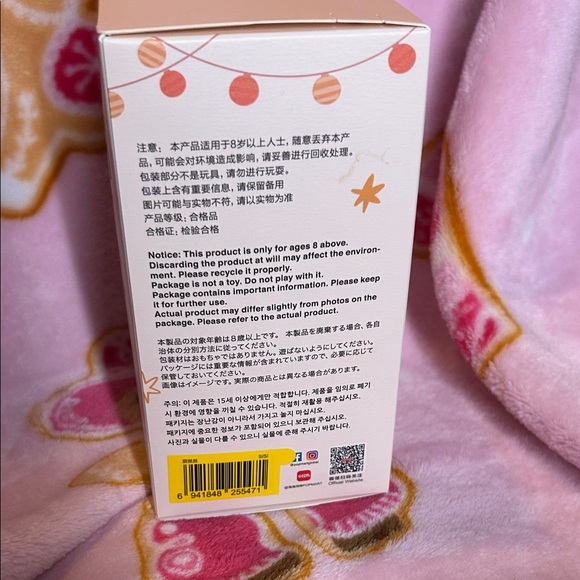 注意： 本产品适用于8岁以上人士，随意丢弃本产
品，可能会对环境造成影响，请妥善进行回收处理。
包装部分不是玩具，请勿进行玩耍。
包装上含有重要信息，请保留备用
图片可能与实物不符，请以实物为准
产品等级：合格品
合格证：检验合格
Notice: This product is only for ages 8 above.
Discarding the product at will may affect the environ-
ment. Please recycle it properly.
Package is not a toy. Do not play with it.
Package contains important information. Please keep
it for further use.
Actual product may differ slightly from photos on the
package. Please refer to the actual product.
本製品の対象年齢は8歳以上です。 本製品を廃棄する場合、各自
治体の分別方法に従ってください。
包装材はおもちゃではありません。遊ばないようにしてください。
パッケージには重要な情報が含まれていますので、必要に応じて
保管しておいてください。
画像はイメージです。実際の商品とは異なる場合があります。
주의: 이 제품은 15세 이상에게만 적합합니다. 제품을 임의로 폐기
시 환경에 영향을 끼칠 수 있습니다. 적절히 재활용 해주십시오.
패키지는 장난감이 아니라서 가지고 놀지 마십시오.
패키지에 중요한 정보가 포함되어 있으니 보관해 주십시오.
사진과 실물이 다를 수 있으니 실물에 준해 주시기 바랍니다.
SISI
6 941848 255471
Official Website